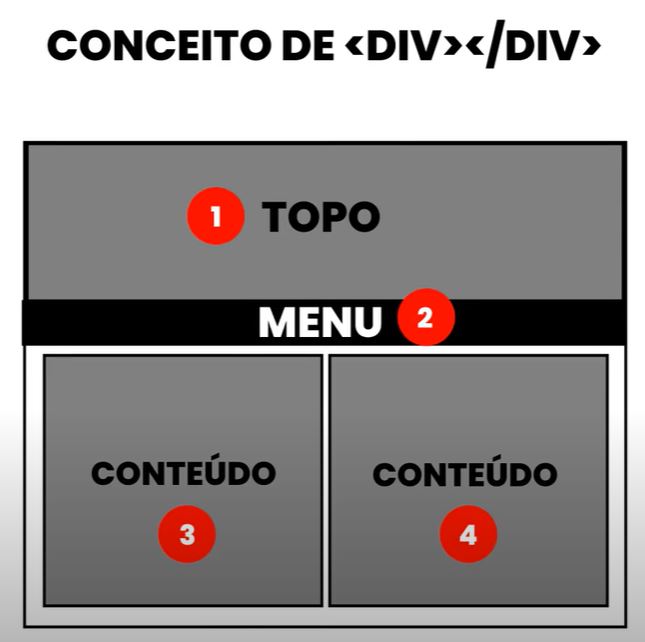 CONCEITO DE <DIV></DIV>
1 TOPO
MENU 2
CONTEÚDO CONTEÚDO
3 4